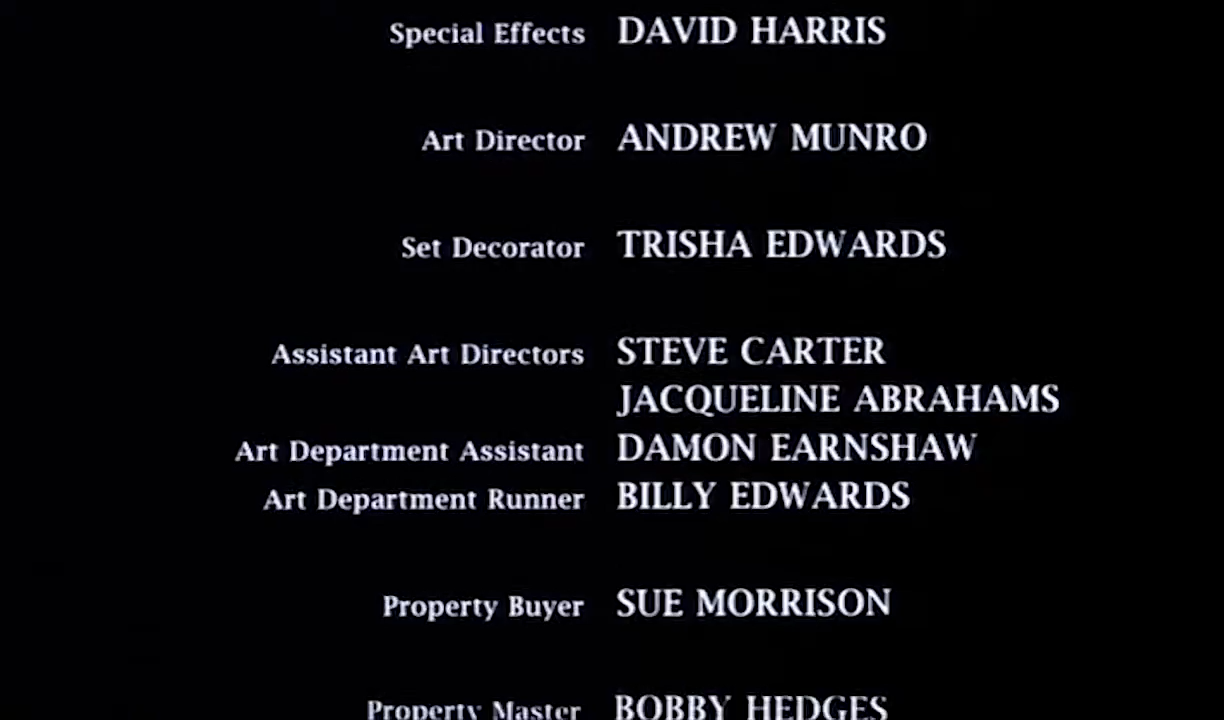 Special Effects DAVID HARRIS
Art Director ANDREW MUNRO
Set Decorator TRISHA EDWARDS
Assistant Art Directors STEVE CARTER
JACQUELINE ABRAHAMS
Art Department Assistant DAMON EARNSHAW
Art Department Runner BILLY EDWARDS
Property Buyer SUE MORRISON
Property Master BOBBY HEDGES